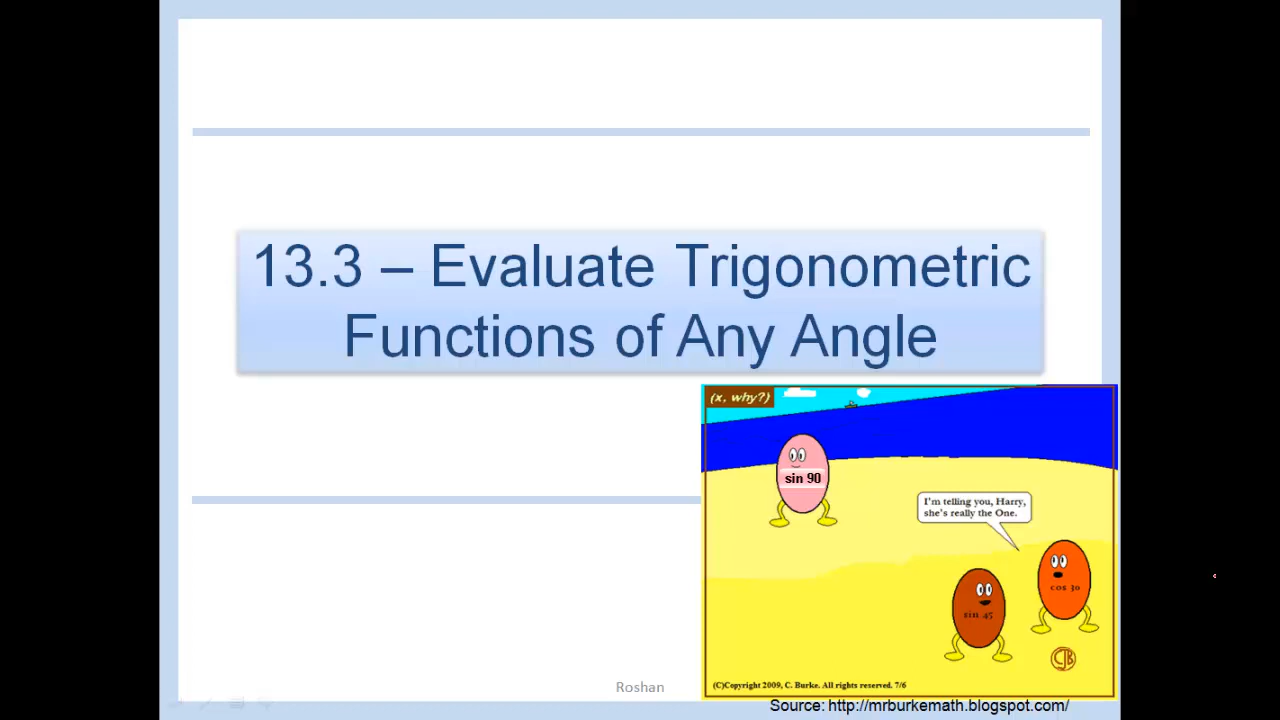 13.3 – Evaluate Trigonometric
Functions of Any Angle
(x, why?)
sin 90
I'm telling you, Harry,
she's really the One.
cos 30
sin 45
CJB
(C)Copyright 2009, C. Burke. All rights reserved. 7/6
Roshan
Source: http://mrburkemath.blogspot.com/